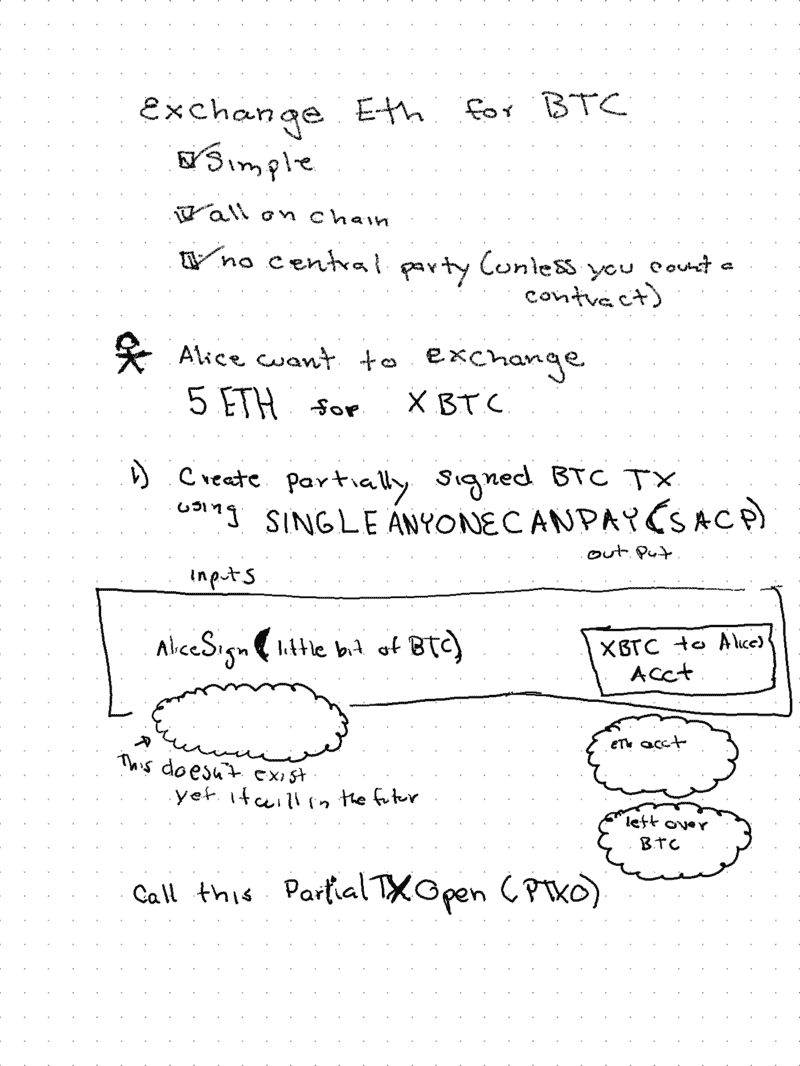 Exchange Eth for BTC
Simple
all on chain
no central party (unless you count a
contract)
Alice want to exchange
5 ETH for X BTC
1) Create partially signed BTC TX
using SINGLEANYONECANPAY (SACP)
inputs
out put
AliceSign (little bit of BTC)
XBTC to Alices
Acct
eth acct
This doesn't exist
yet it will in the futur
left over
BTC
Call this PartialTXOpen (PTXO)